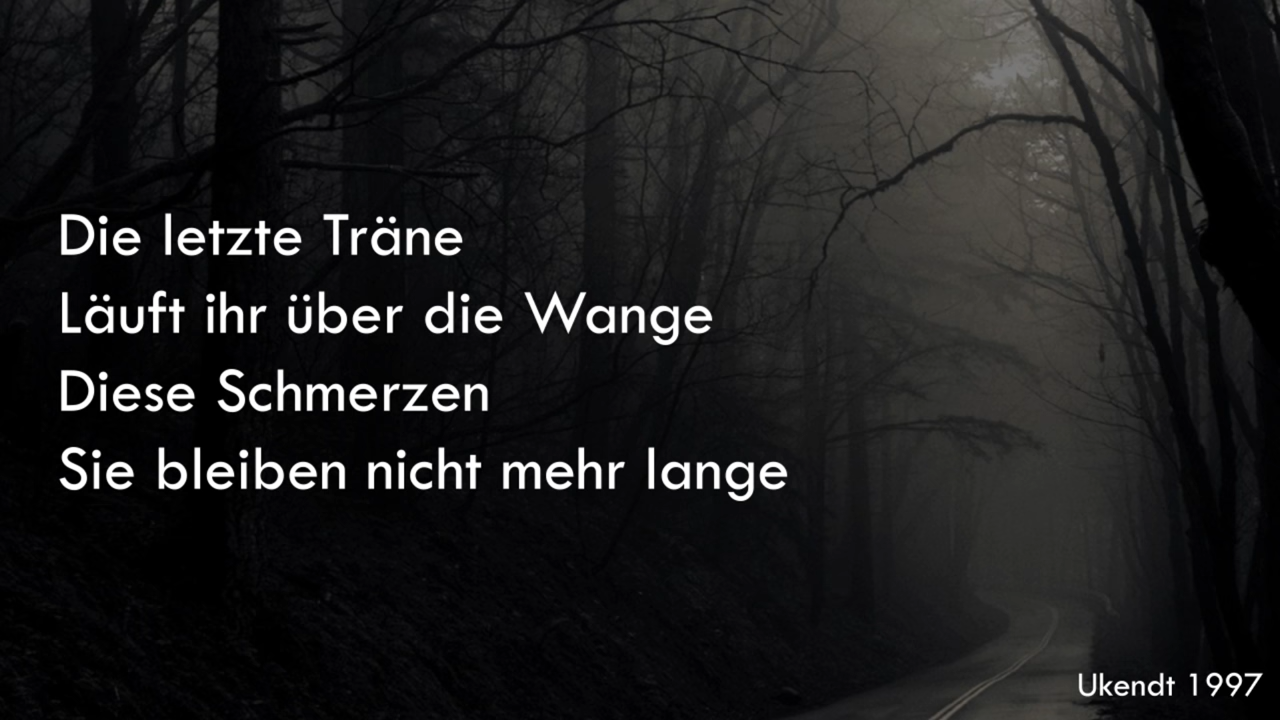 Die letzte Träne
Läuft ihr über die Wange
Diese Schmerzen
Sie bleiben nicht mehr lange
Ukendt 1997